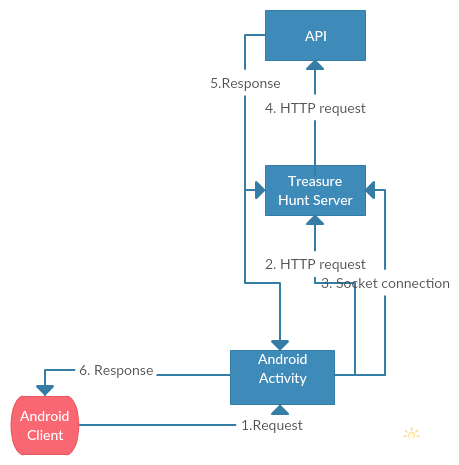 API
5.Response
4. HTTP request
Treasure
Hunt Server
2. HTTP request
3. Socket connection
Android
Activity
6. Response
Android
Client
1.Request